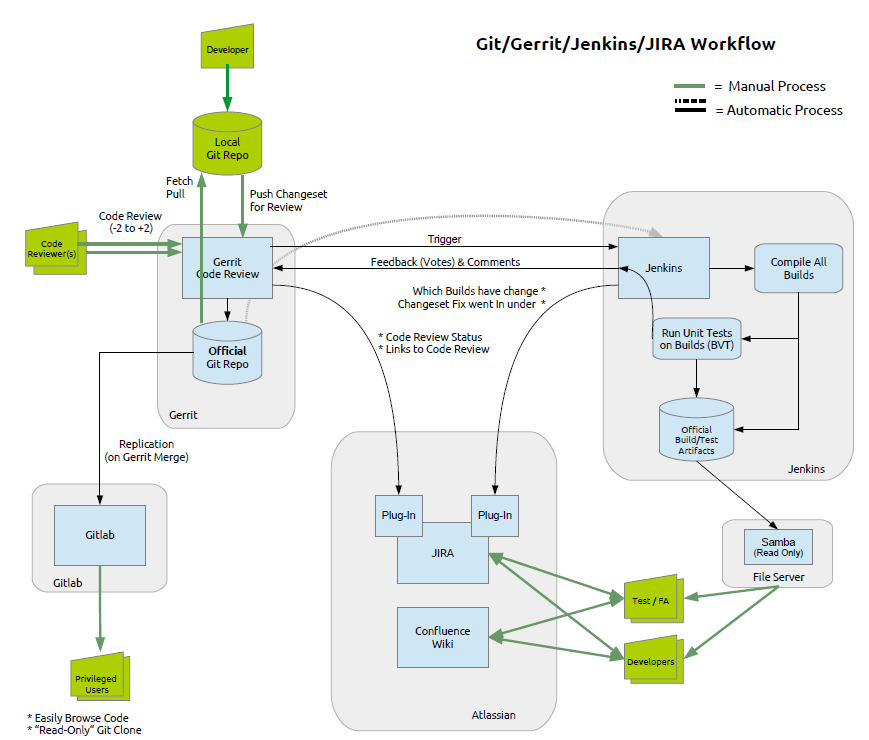 Git/Gerrit/Jenkins/JIRA Workflow
= Manual Process
= Automatic Process
Developer
Local
Git Repo
Fetch
Pull
Push Changeset
for Review
Code Review
(-2 to +2)
Code
Reviewer(s)
Gerrit
Code Review
Trigger
Feedback (Votes) & Comments
Which Builds have change *
Changeset Fix went In under *
* Code Review Status
* Links to Code Review
Jenkins
Compile All
Builds
Run Unit Tests
on Builds (BVT)
Official
Build/Test
Artifacts
Jenkins
Official
Git Repo
Gerrit
Replication
(on Gerrit Merge)
Gitlab
Gitlab
Privileged
Users
* Easily Browse Code
* "Read-Only" Git Clone
Plug-In
Plug-In
JIRA
Confluence
Wiki
Atlassian
Samba
(Read Only)
File Server
Test / FA
Developers